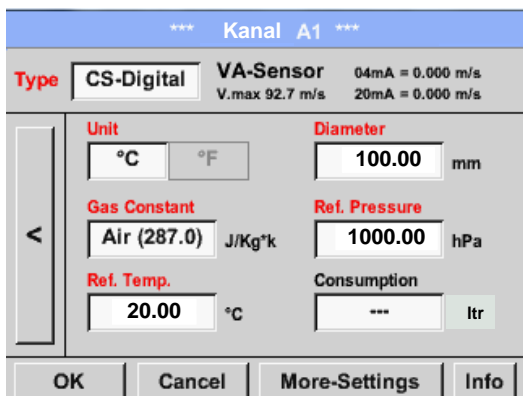 *** Kanal A1 ***
Type CS-Digital VA-Sensor 04mA = 0.000 m/s
V.max 92.7 m/s 20mA = 0.000 m/s
Unit Diameter
°C °F 100.00 mm
Gas Constant Ref. Pressure
< Air (287.0) J/Kg*k 1000.00 hPa
Ref. Temp. Consumption
20.00 °C --- ltr
OK Cancel More-Settings Info